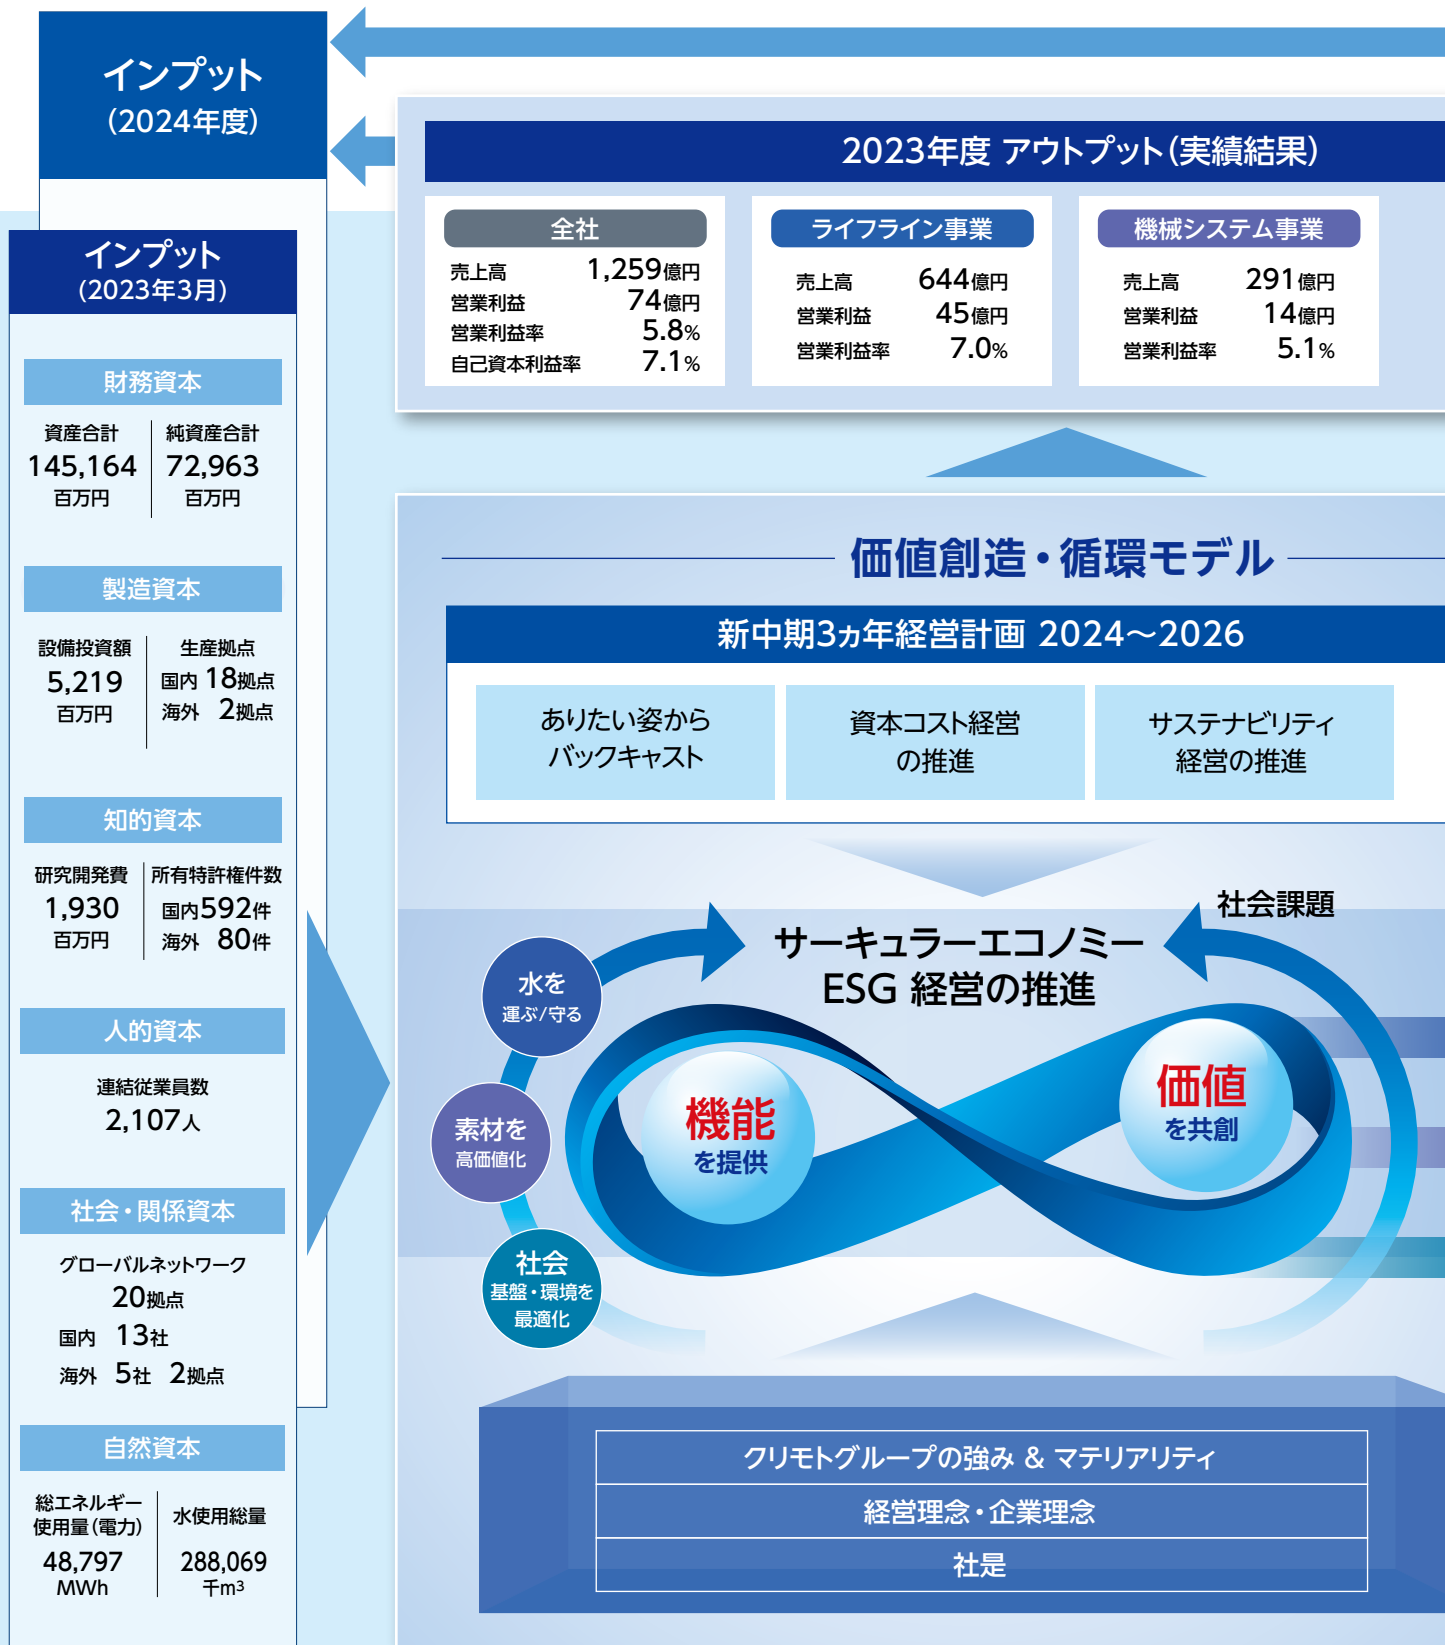 インプット
(2024年度)
2023年度 アウトプット(実績結果)
全社
売上高 1,259億円
営業利益 74億円
営業利益率 5.8%
自己資本利益率 7.1%
ライフライン事業
売上高 644億円
営業利益 45億円
営業利益率 7.0%
機械システム事業
売上高 291億円
営業利益 14億円
営業利益率 5.1%
インプット
(2023年3月)
財務資本
資産合計
145,164
百万円
純資産合計
72,963
百万円
製造資本
設備投資額
5,219
百万円
生産拠点
国内 18拠点
海外 2拠点
知的資本
研究開発費
1,930
百万円
所有特許権件数
国内592件
海外 80件
人的資本
連結従業員数
2,107人
社会・関係資本
グローバルネットワーク
20拠点
国内 13社
海外 5社 2拠点
自然資本
総エネルギー
使用量(電力)
48,797
MWh
水使用総量
288,069
千m³
価値創造・循環モデル
新中期3ヵ年経営計画 2024〜2026
ありたい姿から
バックキャスト
資本コスト経営
の推進
サステナビリティ
経営の推進
社会課題
サーキュラーエコノミー
ESG 経営の推進
水を
運ぶ/守る
素材を
高価値化
社会
基盤・環境を
最適化
機能
を提供
価値
を共創
クリモトグループの強み & マテリアリティ
経営理念・企業理念
社是